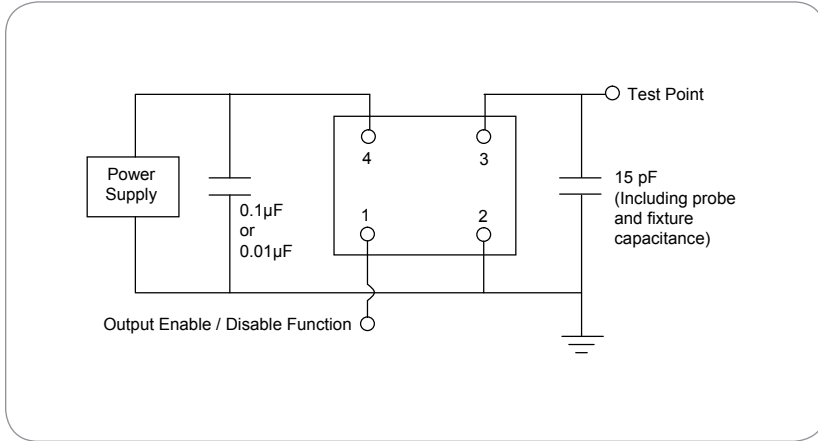 Test Point
4
3
Power
Supply
15 pF
(Including probe
and fixture
capacitance)
0.1µF
or
0.01µF
1
2
Output Enable / Disable Function